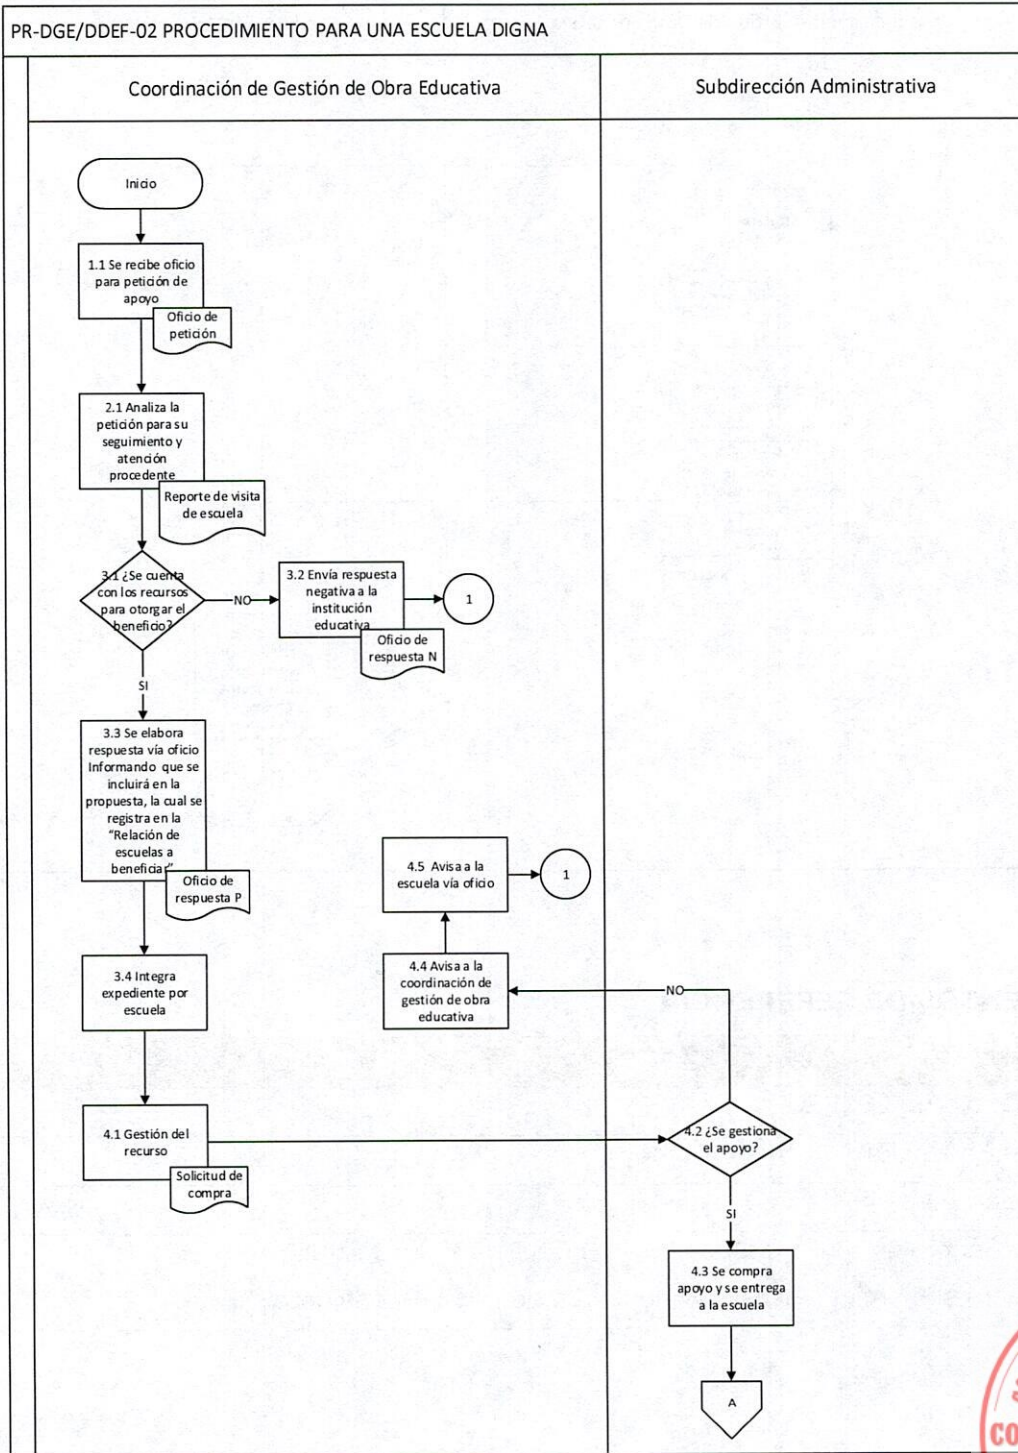 PR-DGE/DDEF-02 PROCEDIMIENTO PARA UNA ESCUELA DIGNA
Coordinación de Gestión de Obra Educativa
Subdirección Administrativa
Inicio
1.1 Se recibe oficio
para petición de
apoyo
Oficio de
petición
2.1 Analiza la
petición para su
seguimiento y
atención
procedente
Reporte de visita
de escuela
3.1 ¿Se cuenta
con los recursos
para otorgar el
beneficio?
NO
3.2 Envía respuesta
negativa a la
institución
educativa
Oficio de
respuesta N
1
SI
3.3 Se elabora
respuesta vía oficio
Informando que se
incluirá en la
propuesta, la cual se
registra en la
"Relación de
escuelas a
beneficiar"
Oficio de
respuesta P
4.5 Avisa a la
escuela vía oficio
1
3.4 Integra
expediente por
escuela
4.4 Avisa a la
coordinación de
gestión de obra
educativa
NO
4.1 Gestión del
recurso
Solicitud de
compra
4.2 ¿Se gestiona
el apoyo?
SI
4.3 Se compra
apoyo y se entrega
a la escuela
A